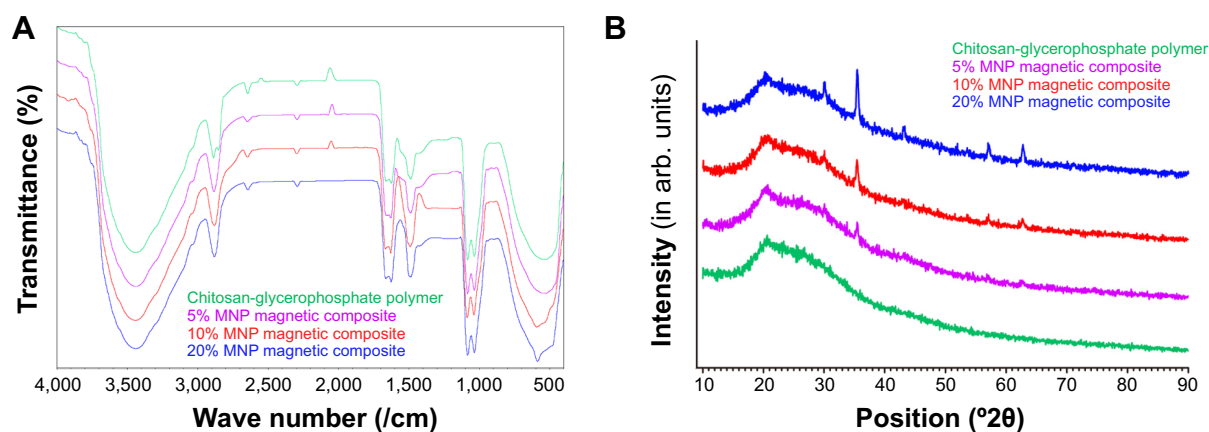 A
Transmittance (%)
Chitosan-glycerophosphate polymer
5% MNP magnetic composite
10% MNP magnetic composite
20% MNP magnetic composite
4,000 3,500 3,000 2,500 2,000 1,500 1,000 500
Wave number (/cm)
B
Intensity (in arb. units)
Chitosan-glycerophosphate polymer
5% MNP magnetic composite
10% MNP magnetic composite
20% MNP magnetic composite
10 20 30 40 50 60 70 80 90
Position (º2θ)